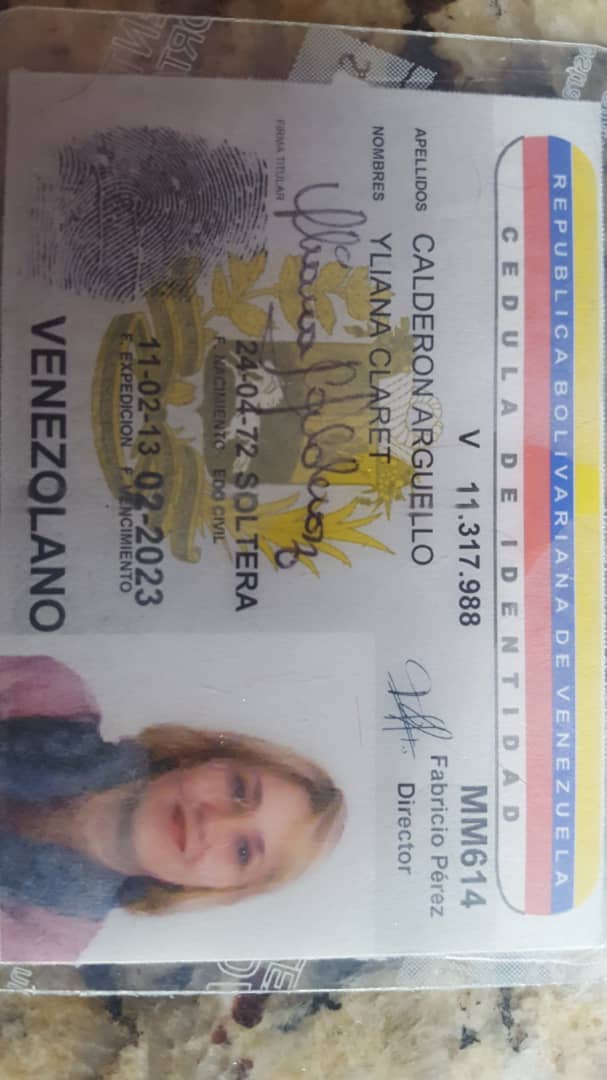 REPUBLICA BOLIVARIANA DE VENEZUELA
CEDULA DE IDENTIDAD
V 11.317.988 MM614
APELLIDOS CALDERON ARGUELLO
Fabricio Pérez
Director
NOMBRES YLIANA CLARET
FIRMA TITULAR
24-04-72 SOLTERA
F. NACIMIENTO EDO CIVIL
11-02-13 02-2023
F. EXPEDICION F. VENCIMIENTO
VENEZOLANO